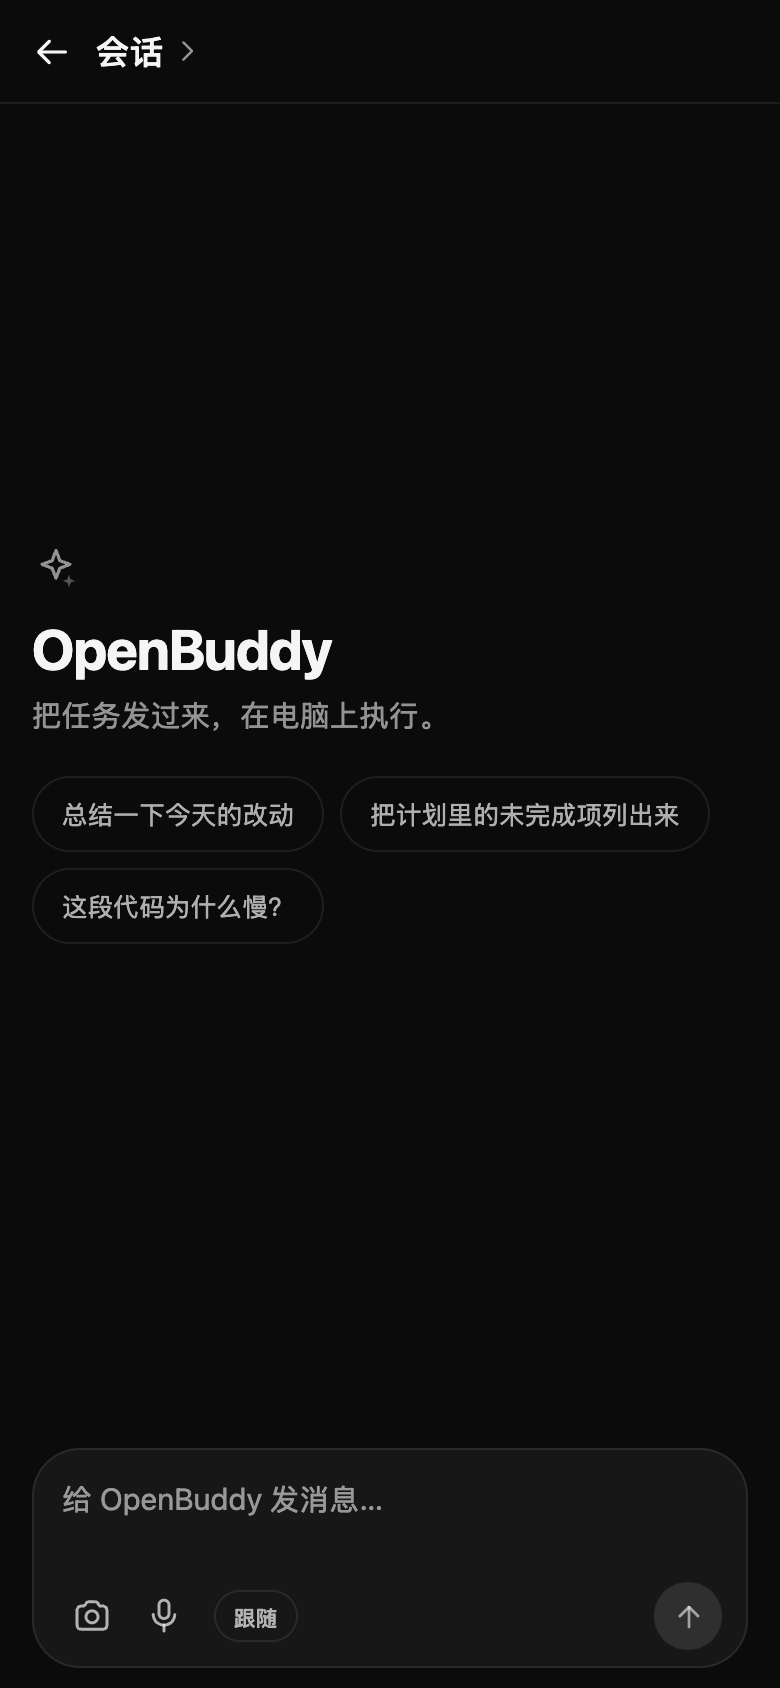 会话
OpenBuddy
把任务发过来，在电脑上执行。
总结一下今天的改动
把计划里的未完成项列出来
这段代码为什么慢?
给 OpenBuddy 发消息...
跟随